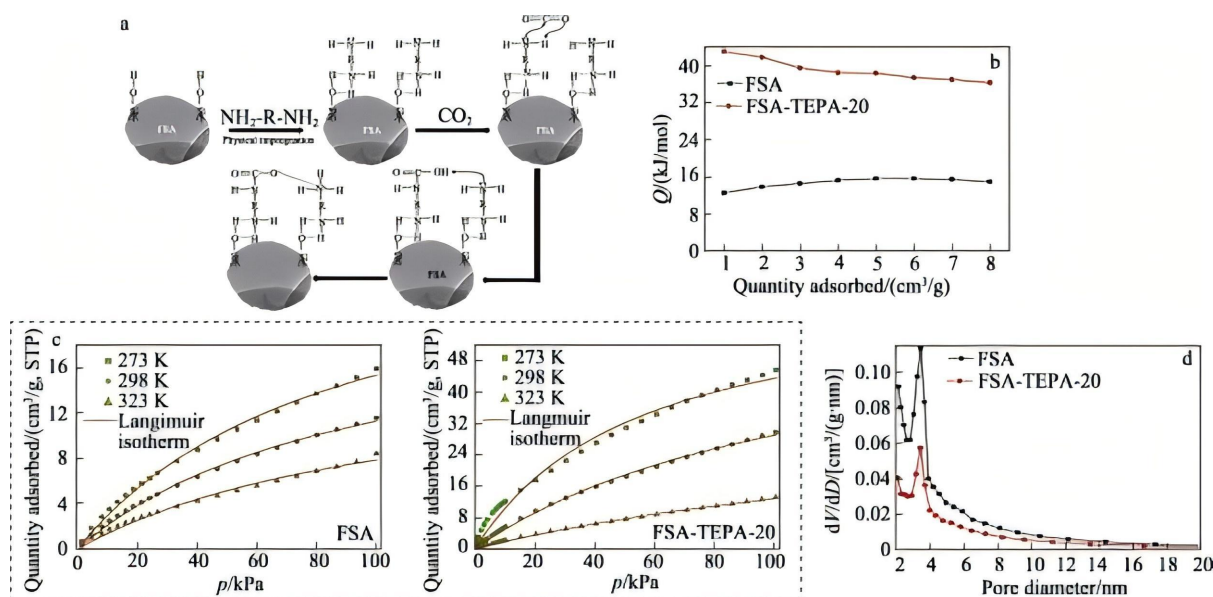 a
FSA
NH₂-R-NH₂
FSA
CO₂
FSA
FSA
b
FSA
FSA-TEPA-20
Q/(kJ/mol)
40
32
24
16
8
0
1 2 3 4 5 6 7 8
Quantity adsorbed/(cm³/g)
c
273 K
298 K
323 K
Langimuir
isotherm
FSA
Quantity adsorbed/(cm³/g, STP)
16
12
8
4
0
0 20 40 60 80 100
p/kPa
273 K
298 K
323 K
Langmuir
isotherm
FSA-TEPA-20
Quantity adsorbed/(cm³/g, STP)
48
40
32
24
16
8
0
0 20 40 60 80 100
p/kPa
d
FSA
FSA-TEPA-20
dV/dD/[cm³/(g·nm)]
0.10
0.08
0.06
0.04
0.02
0
2 4 6 8 10 12 14 16 18 20
Pore diameter/nm